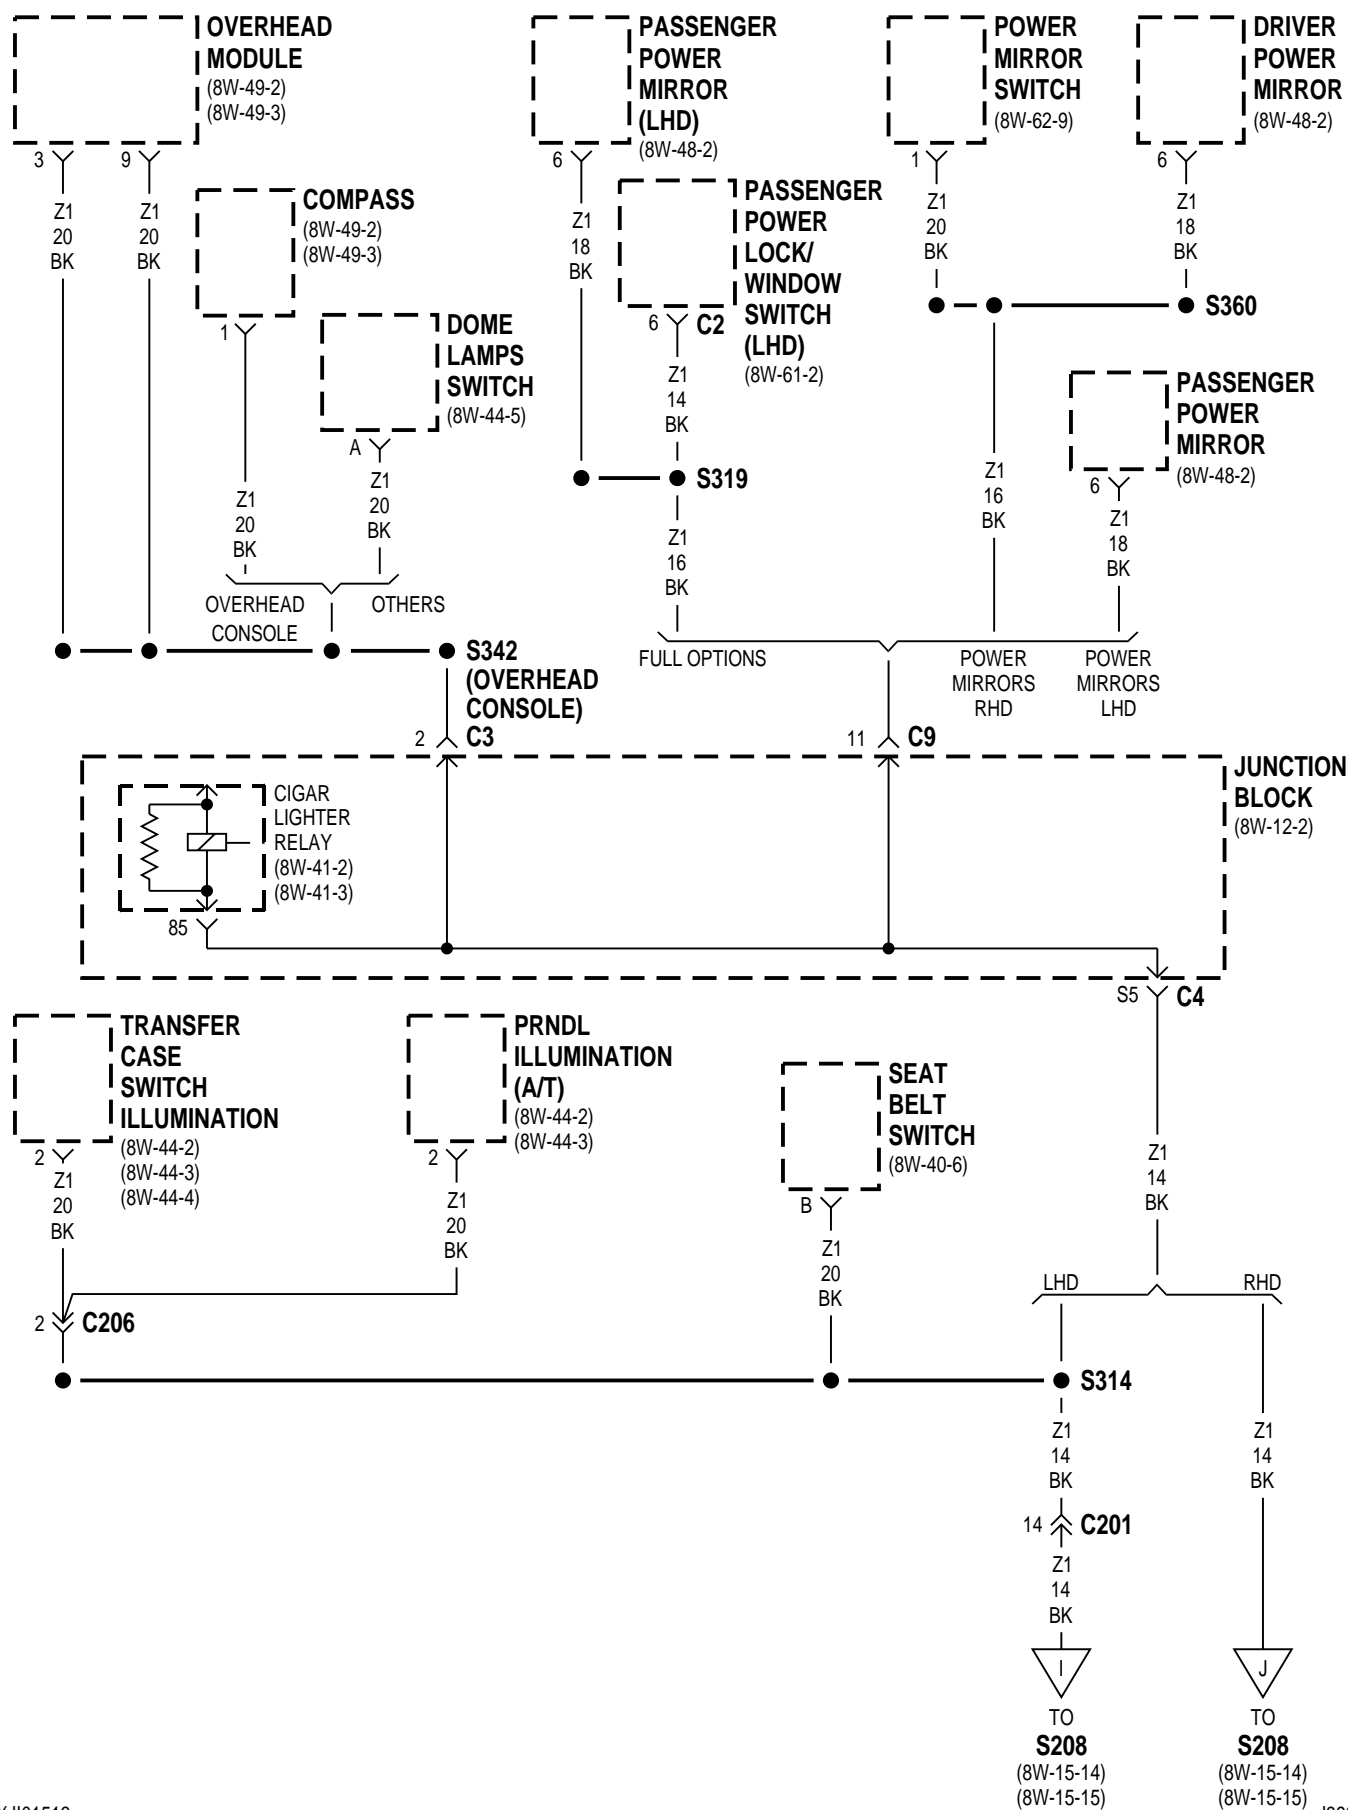 OVERHEAD
MODULE
(8W-49-2)
(8W-49-3)
3
9
Z1
20
BK
Z1
20
BK
COMPASS
(8W-49-2)
(8W-49-3)
1
Z1
20
BK
DOME
LAMPS
SWITCH
(8W-44-5)
A
Z1
20
BK
OVERHEAD
CONSOLE
OTHERS
S342
(OVERHEAD
CONSOLE)
2
C3
PASSENGER
POWER
MIRROR
(LHD)
(8W-48-2)
6
Z1
18
BK
PASSENGER
POWER
LOCK/
WINDOW
SWITCH
(LHD)
(8W-61-2)
6
C2
Z1
14
BK
S319
Z1
16
BK
FULL OPTIONS
POWER
MIRROR
SWITCH
(8W-62-9)
1
Z1
20
BK
DRIVER
POWER
MIRROR
(8W-48-2)
6
Z1
18
BK
S360
Z1
16
BK
PASSENGER
POWER
MIRROR
(8W-48-2)
6
Z1
18
BK
POWER
MIRRORS
RHD
POWER
MIRRORS
LHD
11
C9
JUNCTION
BLOCK
(8W-12-2)
CIGAR
LIGHTER
RELAY
(8W-41-2)
(8W-41-3)
85
S5
C4
TRANSFER
CASE
SWITCH
ILLUMINATION
(8W-44-2)
(8W-44-3)
(8W-44-4)
2
Z1
20
BK
PRNDL
ILLUMINATION
(A/T)
(8W-44-2)
(8W-44-3)
2
Z1
20
BK
SEAT
BELT
SWITCH
(8W-40-6)
B
Z1
20
BK
Z1
14
BK
LHD
RHD
2
C206
S314
Z1
14
BK
Z1
14
BK
14
C201
Z1
14
BK
I
J
TO
S208
(8W-15-14)
(8W-15-15)
TO
S208
(8W-15-14)
(8W-15-15)